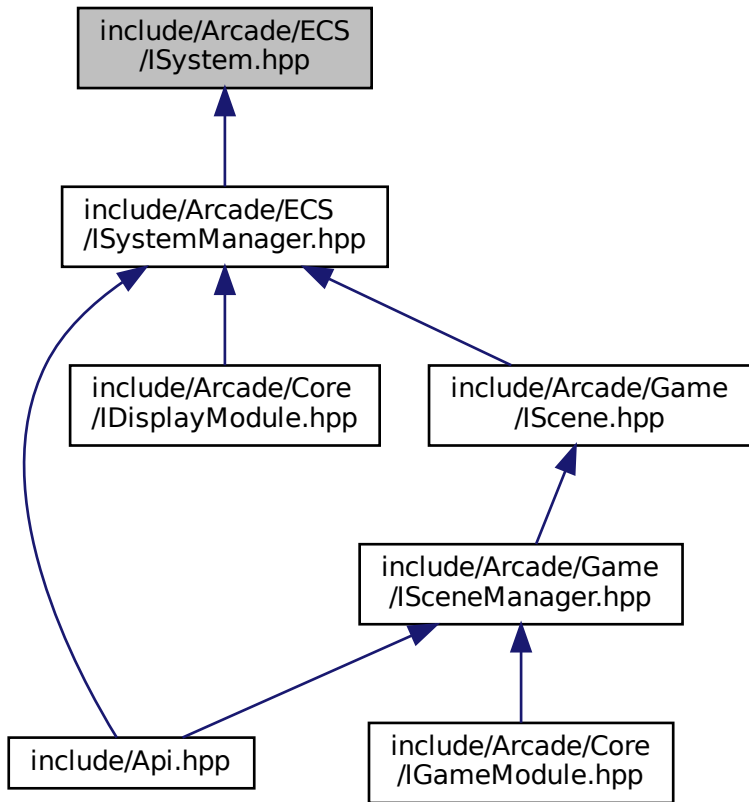 include/Arcade/ECS
/ISystem.hpp
include/Arcade/ECS
/ISystemManager.hpp
include/Arcade/Core
/IDisplayModule.hpp
include/Arcade/Game
/IScene.hpp
include/Arcade/Game
/ISceneManager.hpp
include/Api.hpp
include/Arcade/Core
/IGameModule.hpp